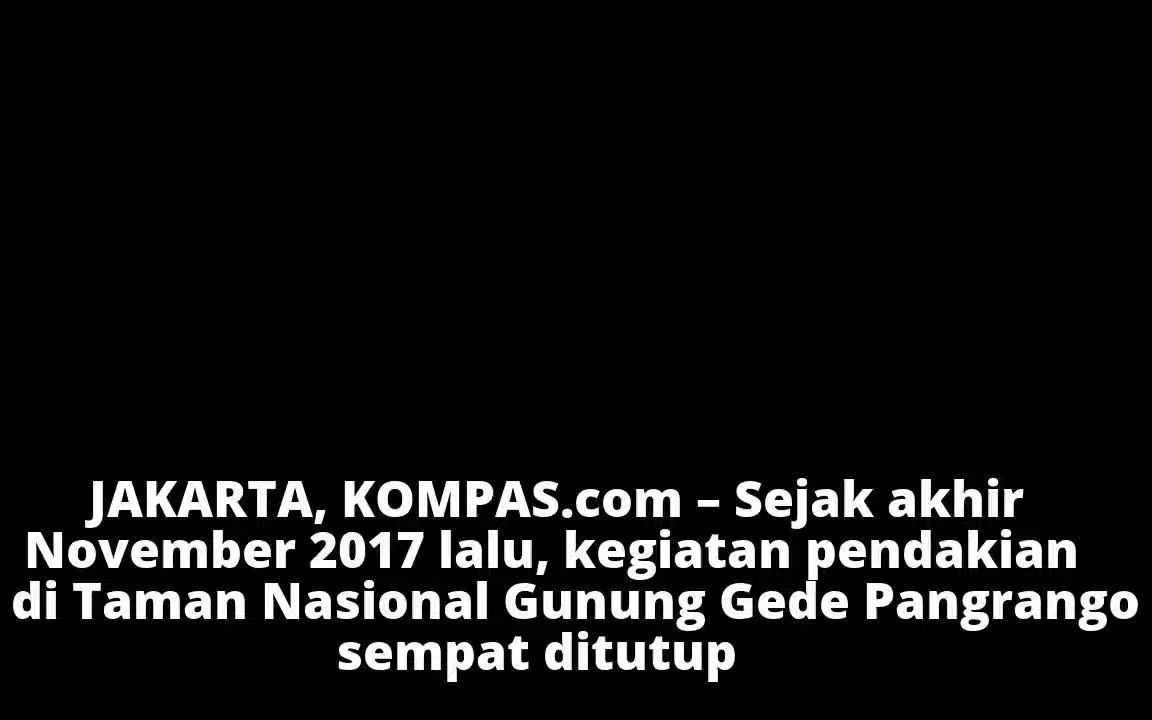 JAKARTA, KOMPAS.com – Sejak akhir
November 2017 lalu, kegiatan pendakian
di Taman Nasional Gunung Gede Pangrango
sempat ditutup